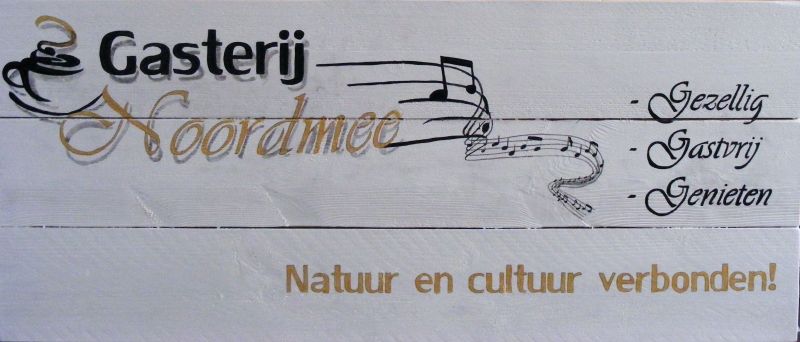 Gasterij
Noordmee
- Gezellig
- Gastvrij
- Genieten
Natuur en cultuur verbonden!